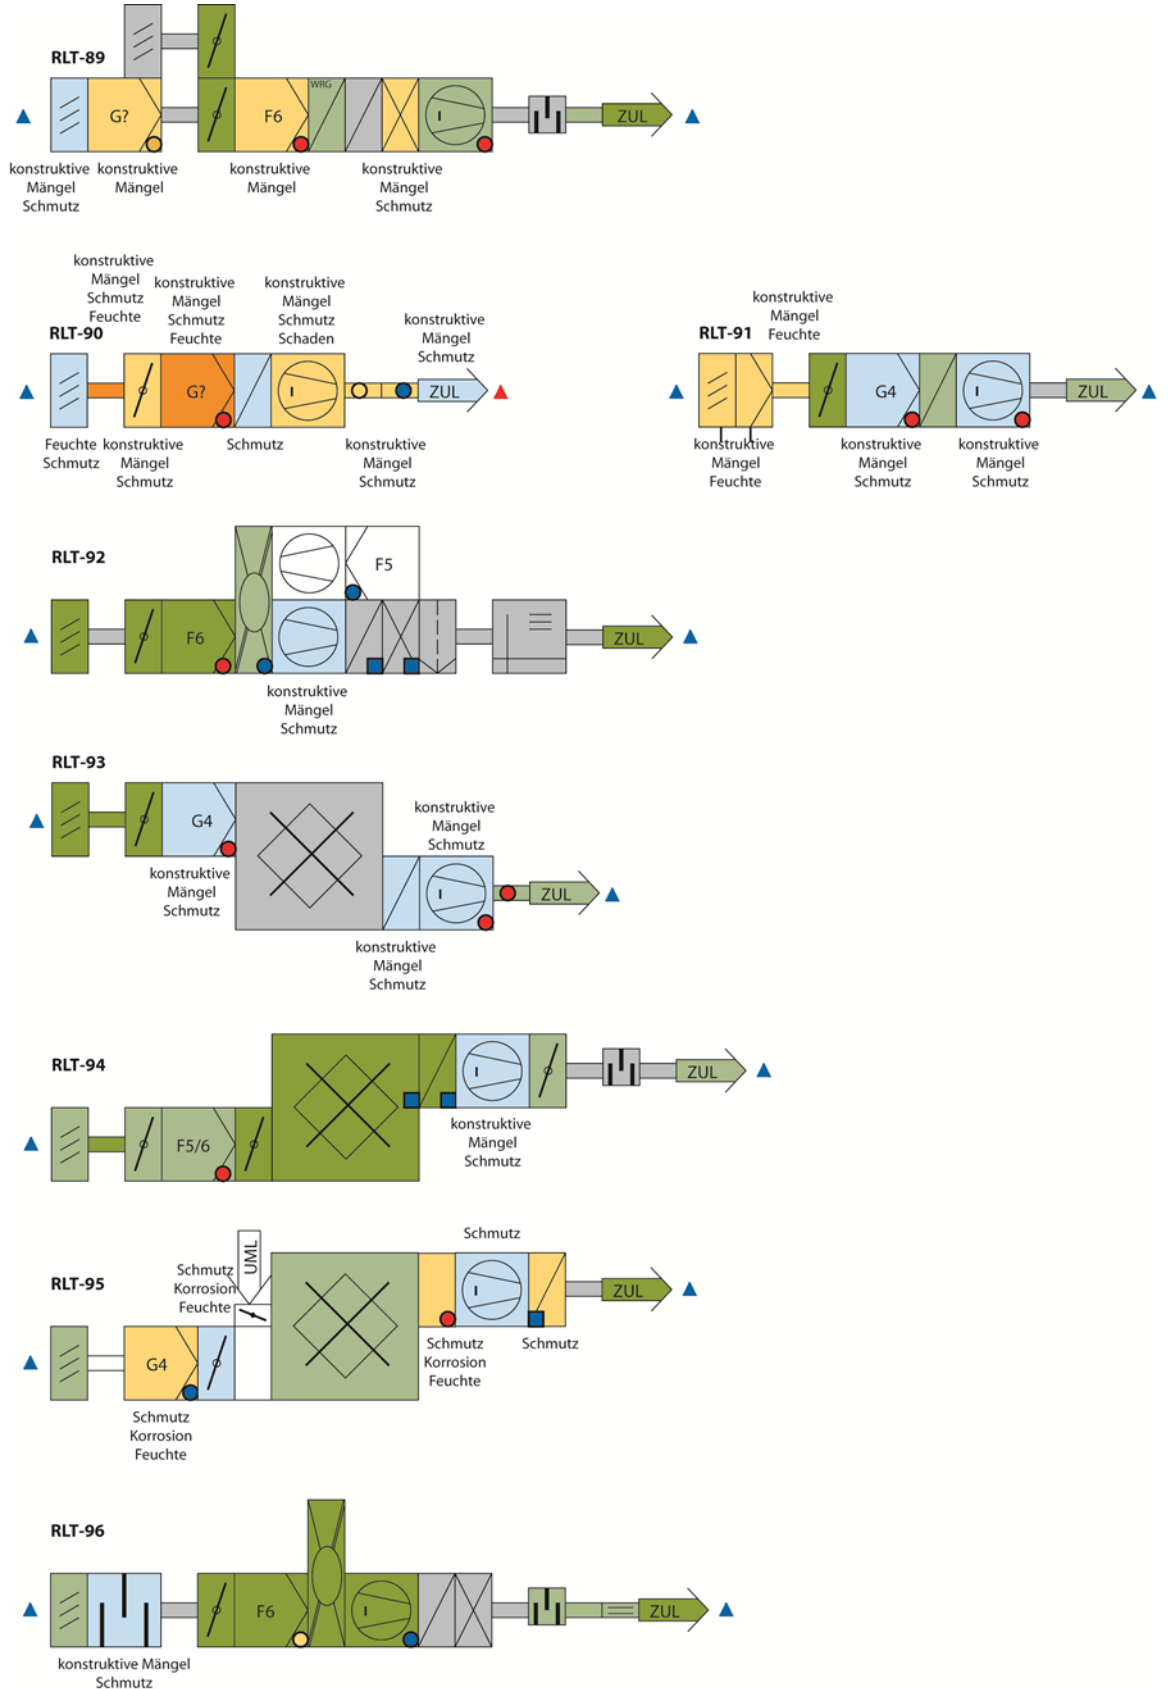 RLT-89
WRG
G?
F6
ZUL
konstruktive
Mängel
Schmutz
konstruktive
Mängel
konstruktive
Mängel
konstruktive
Mängel
Schmutz
konstruktive
Mängel
Schmutz
Feuchte
konstruktive
Mängel
Schmutz
Feuchte
konstruktive
Mängel
Schmutz
Schaden
konstruktive
Mängel
Schmutz
RLT-90
G?
ZUL
Feuchte
Schmutz
konstruktive
Mängel
Schmutz
Schmutz
konstruktive
Mängel
Schmutz
konstruktive
Mängel
Feuchte
RLT-91
G4
ZUL
konstruktive
Mängel
Feuchte
konstruktive
Mängel
Schmutz
konstruktive
Mängel
Schmutz
RLT-92
F5
F6
ZUL
konstruktive
Mängel
Schmutz
RLT-93
G4
konstruktive
Mängel
Schmutz
konstruktive
Mängel
Schmutz
ZUL
konstruktive
Mängel
Schmutz
RLT-94
ZUL
F5/6
konstruktive
Mängel
Schmutz
RLT-95
UML
Schmutz
Korrosion
Feuchte
Schmutz
ZUL
G4
Schmutz
Korrosion
Feuchte
Schmutz
Schmutz
Korrosion
Feuchte
RLT-96
F6
ZUL
konstruktive Mängel
Schmutz